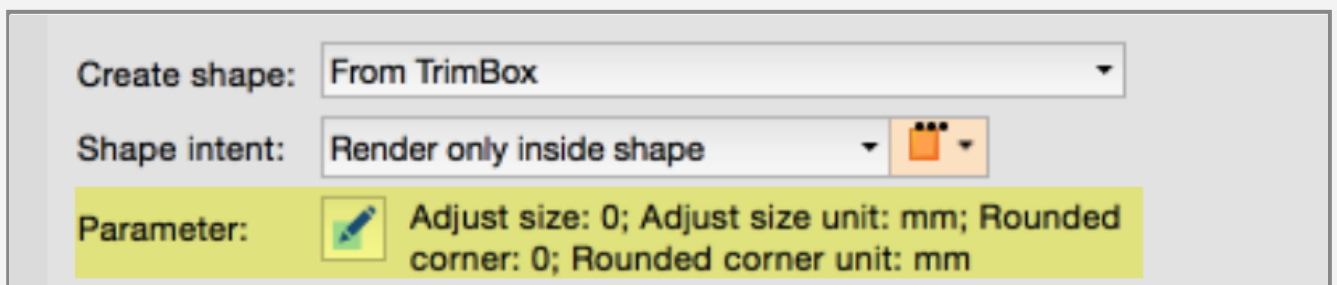 Create shape: From TrimBox
Shape intent: Render only inside shape
Parameter: Adjust size: 0; Adjust size unit: mm; Rounded
corner: 0; Rounded corner unit: mm